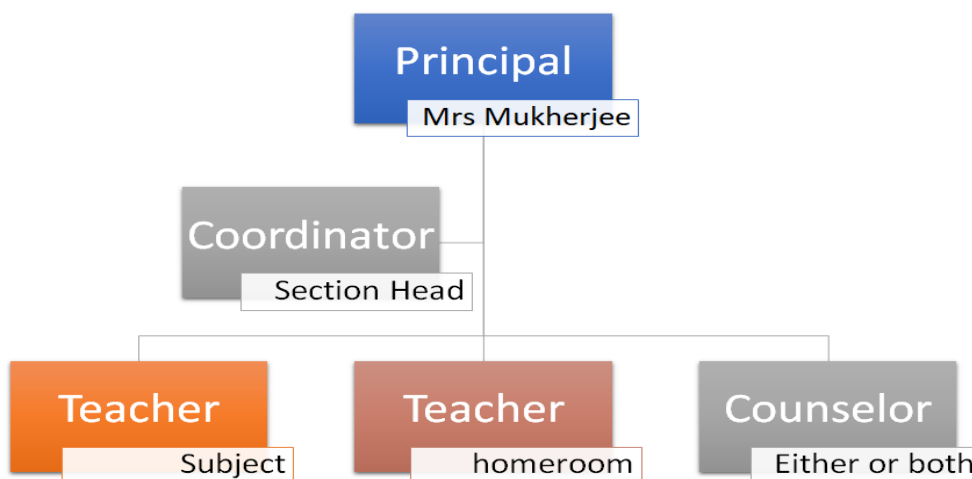 Principal
Mrs Mukherjee
Coordinator
Section Head
Teacher
Subject
Teacher
homeroom
Counselor
Either or both